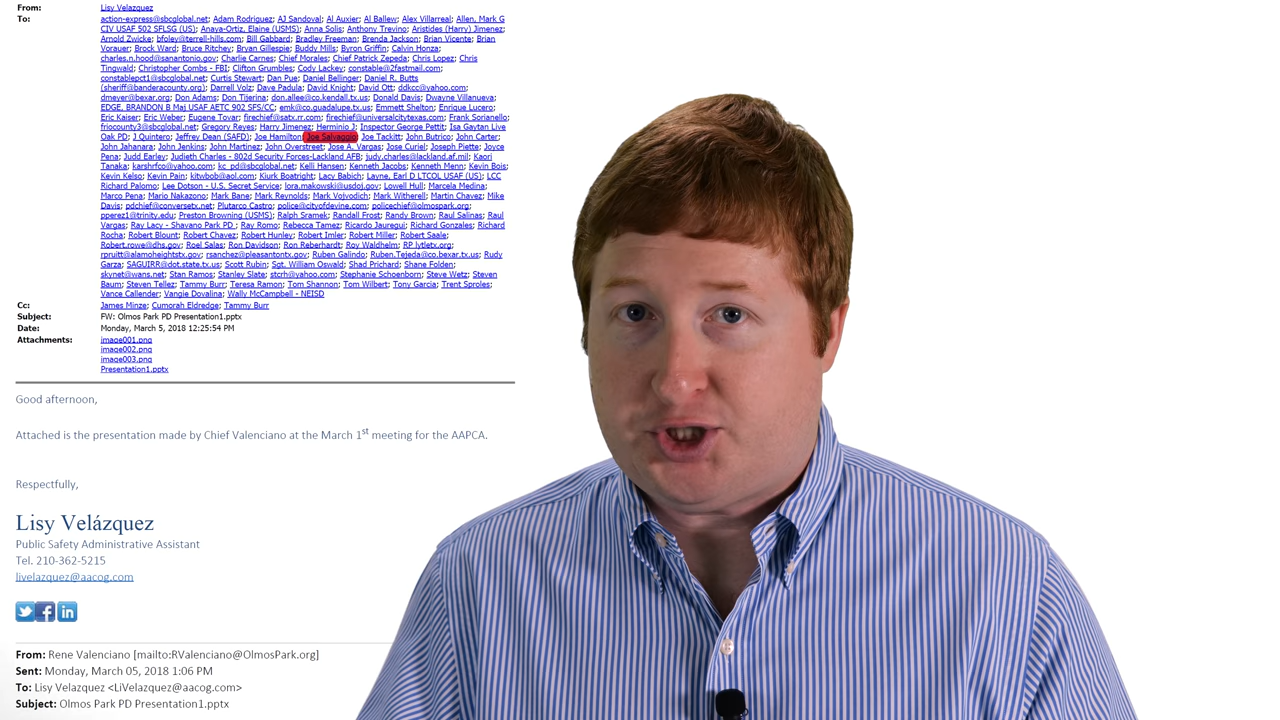 From: Lisy Velazquez
To: action-express@sbcglobal.net; Adam Rodriguez; AJ Sandoval; Al Auxier; Al Ballew; Alex Villarreal; Allen, Mark G
CIV USAF 502 SFLSG (US); Anaya-Ortiz, Elaine (USMS); Anna Solis; Anthony Trevino; Aristides (Harry) Jimenez;
Arnold Zwicke; bfoley@terrell-hills.com; Bill Gabbard; Bradley Freeman; Brenda Jackson; Brian Vicente; Brian
Vorauer; Brock Ward; Bruce Ritchey; Bryan Gillespie; Buddy Mills; Byron Griffin; Calvin Honza;
charles.n.hood@sanantonio.gov; Charlie Carnes; Chief Morales; Chief Patrick Zepeda; Chris Lopez; Chris
Tingwald; Christopher Combs - FBI; Clifton Grumbles; Cody Lackey; constable@2fastmail.com;
constablepct1@sbcglobal.net; Curtis Stewart; Dan Pue; Daniel Bellinger; Daniel R. Butts
(sheriff@banderacounty.org); Darrell Volz; Dave Padula; David Knight; David Ott; ddkcc@yahoo.com;
dmeyer@bexar.org; Don Adams; Don Tijerina; don.allee@co.kendall.tx.us; Donald Davis; Dwayne Villanueva;
EDGE, BRANDON B Maj USAF AETC 902 SFS/CC; emk@co.guadalupe.tx.us; Emmett Shelton; Enrique Lucero;
Eric Kaiser; Eric Weber; Eugene Tovar; firechief@satx.rr.com; firechief@universalcitytexas.com; Frank Soranello;
friocounty3@sbcglobal.net; Gregory Reyes; Harry Jimenez; Herminio J; Inspector George Pettit; Isa Gaytan Live
Oak PD; J Quintero; Jeffrey Dean (SAFD); Joe Hamilton; Joe Salvaggio; Joe Tackitt; John Butrico; John Carter;
John Jahanara; John Jenkins; John Martinez; John Overstreet; Jose A. Vargas; Jose Curiel; Joseph Piette; Joyce
Pena; Judd Earley; Judieth Charles - 802d Security Forces-Lackland AFB; judy.charles@lackland.af.mil; Kaori
Tanaka; karshrfco@yahoo.com; kc_pd@sbcglobal.net; Kelli Hansen; Kenneth Jacobs; Kenneth Menn; Kevin Bois;
Kevin Kelso; Kevin Pain; kitwbob@aol.com; Kiurk Boatright; Lacy Babich; Layne, Earl D LTCOL USAF (US); LCC
Richard Palomo; Lee Dotson - U.S. Secret Service; lora.makowski@usdoj.gov; Lowell Hull; Marcela Medina;
Marco Pena; Mario Nakazono; Mark Bane; Mark Reynolds; Mark Vojvodich; Mark Witherell; Martin Chavez; Mike
Davis; pdchief@conversetx.net; Plutarco Castro; police@cityofdevine.com; policechief@olmospark.org;
pperez1@trinity.edu; Preston Browning (USMS); Ralph Sramek; Randall Frost; Randy Brown; Raul Salinas; Raul
Vargas; Ray Lacy - Shavano Park PD ; Ray Romo; Rebecca Tamez; Ricardo Jauregui; Richard Gonzales; Richard
Rocha; Robert Blount; Robert Chavez; Robert Hunley; Robert Imler; Robert Miller; Robert Saale;
Robert.rowe@dhs.gov; Roel Salas; Ron Davidson; Ron Reberhardt; Roy Waldhelm; RP lytletx.org;
rpruitt@alamoheightstx.gov; rsanchez@pleasantontx.gov; Ruben Galindo; Ruben.Tejeda@co.bexar.tx.us; Rudy
Garza; SAGUIRR@dot.state.tx.us; Scott Rubin; Sgt. William Oswald; Shad Prichard; Shane Folden;
skynet@wans.net; Stan Ramos; Stanley Slate; stcrh@yahoo.com; Stephanie Schoenborn; Steve Wetz; Steven
Baum; Steven Tellez; Tammy Burr; Teresa Ramon; Tom Shannon; Tom Wilbert; Tony Garcia; Trent Sproles;
Vance Callender; Vangie Dovalina; Wally McCampbell - NEISD
Cc: James Minze; Cumorah Eldredge; Tammy Burr
Subject: FW: Olmos Park PD Presentation1.pptx
Date: Monday, March 5, 2018 12:25:54 PM
Attachments: image001.png
image002.png
image003.png
Presentation1.pptx
Good afternoon,
Attached is the presentation made by Chief Valenciano at the March 1st meeting for the AAPCA.
Respectfully,
Lisy Velázquez
Public Safety Administrative Assistant
Tel. 210-362-5215
livelazquez@aacog.com
From: Rene Valenciano [mailto:RValenciano@OlmosPark.org]
Sent: Monday, March 05, 2018 1:06 PM
To: Lisy Velazquez <LiVelazquez@aacog.com>
Subject: Olmos Park PD Presentation1.pptx